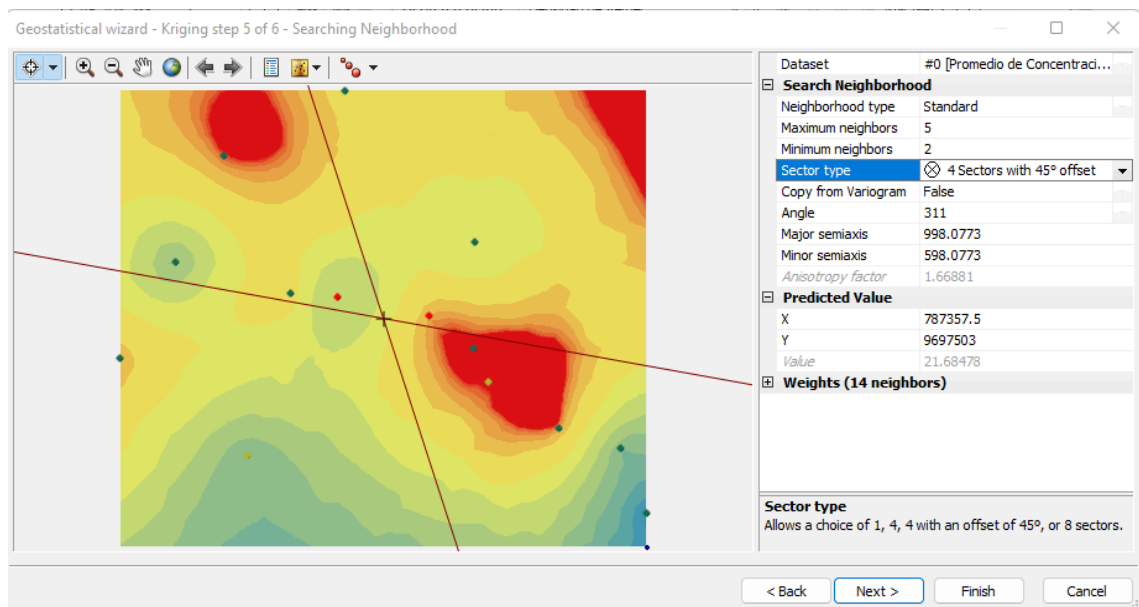 Geostatistical wizard - Kriging step 5 of 6 - Searching Neighborhood
Dataset #0 [Promedio de Concentraci...
Search Neighborhood
Neighborhood type Standard
Maximum neighbors 5
Minimum neighbors 2
Sector type 4 Sectors with 45º offset
Copy from Variogram False
Angle 311
Major semiaxis 998.0773
Minor semiaxis 598.0773
Anisotropy factor 1.66881
Predicted Value
X 787357.5
Y 9697503
Value 21.68478
Weights (14 neighbors)
Sector type
Allows a choice of 1, 4, 4 with an offset of 45º, or 8 sectors.
< Back Next > Finish Cancel